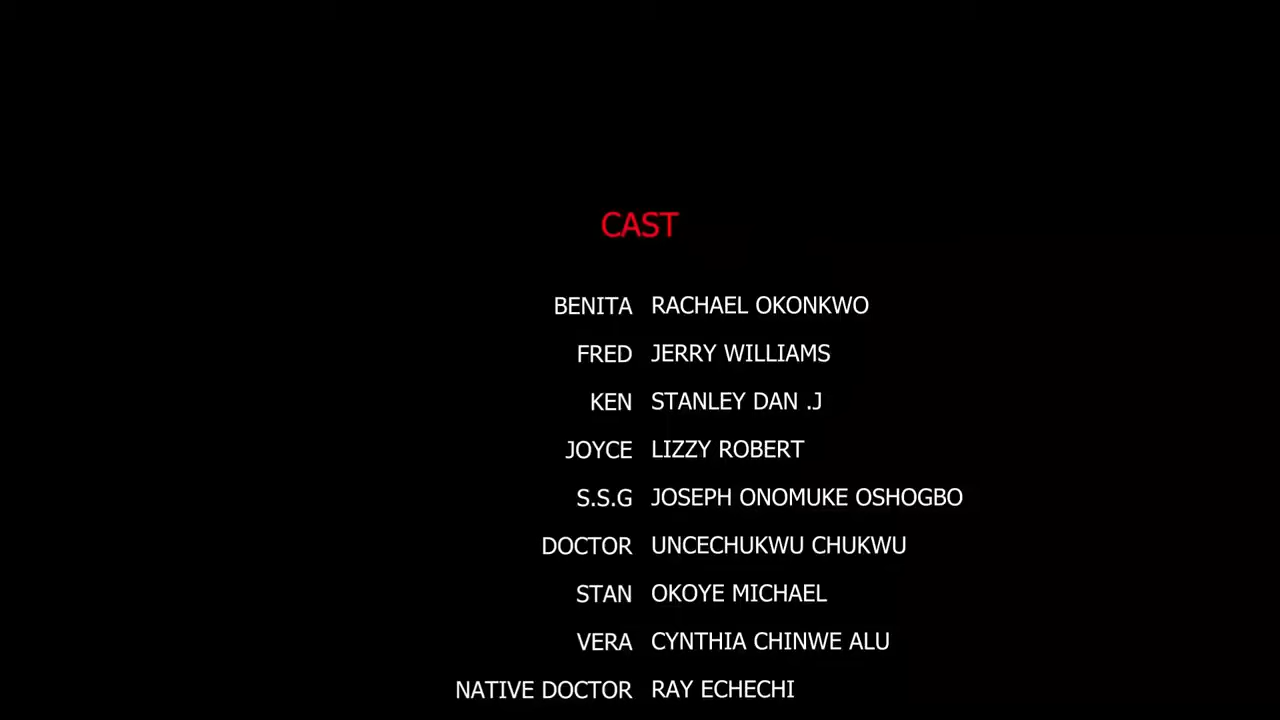 CAST
BENITA RACHAEL OKONKWO
FRED JERRY WILLIAMS
KEN STANLEY DAN .J
JOYCE LIZZY ROBERT
S.S.G JOSEPH ONOMUKE OSHOGBO
DOCTOR UNCECHUKWU CHUKWU
STAN OKOYE MICHAEL
VERA CYNTHIA CHINWE ALU
NATIVE DOCTOR RAY ECHECHI